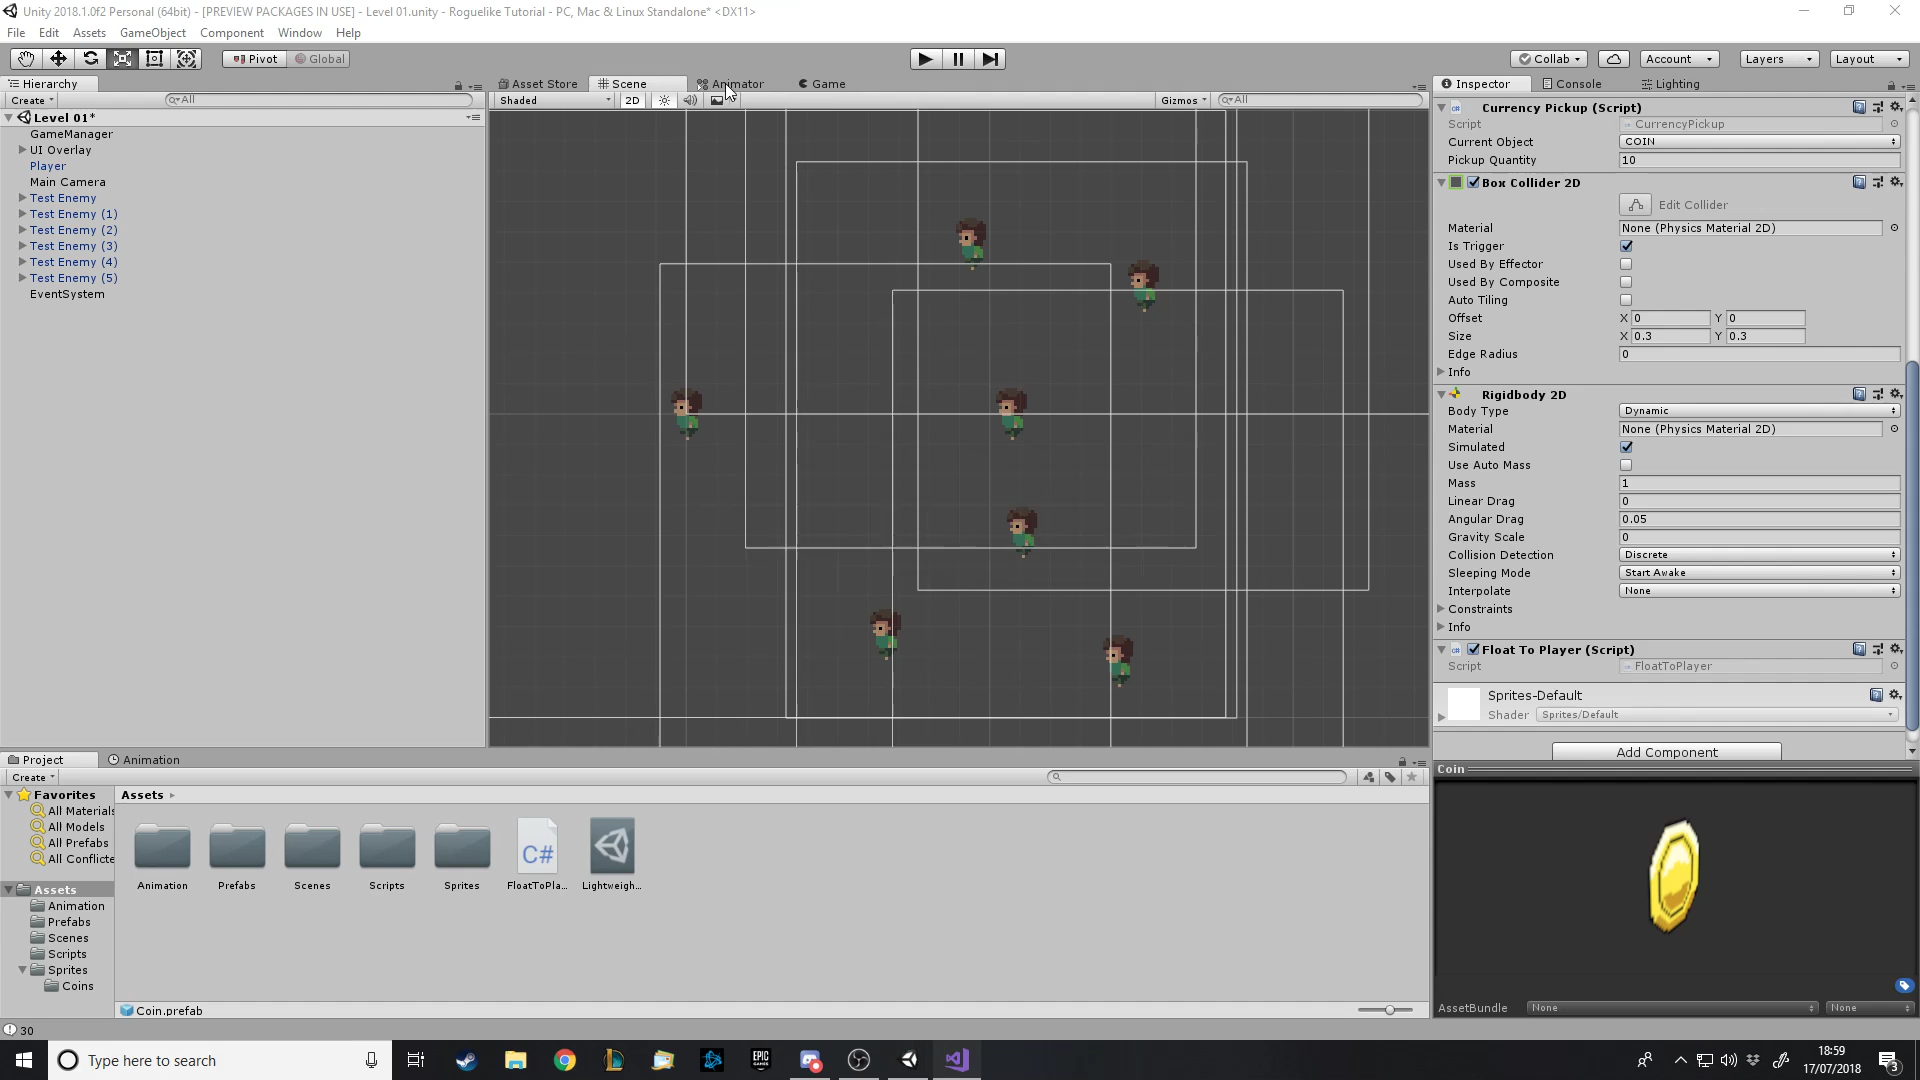 Unity 2018.1.0f2 Personal (64bit) - [PREVIEW PACKAGES IN USE] - Level 01.unity - Roguelike Tutorial - PC, Mac & Linux Standalone* <DX11>
File Edit Assets GameObject Component Window Help
Pivot Global Collab Account Layers Layout
Hierarchy Asset Store Scene Animator Game Inspector Console Lighting
Create All Shaded 2D Gizmos All
Level 01*
GameManager
UI Overlay
Player
Main Camera
Test Enemy
Test Enemy (1)
Test Enemy (2)
Test Enemy (3)
Test Enemy (4)
Test Enemy (5)
EventSystem
Currency Pickup (Script)
Script CurrencyPickup
Current Object COIN
Pickup Quantity 10
Box Collider 2D
Edit Collider
Material None (Physics Material 2D)
Is Trigger
Used By Effector
Used By Composite
Auto Tiling
Offset X 0 Y 0
Size X 0.3 Y 0.3
Edge Radius 0
Info
Rigidbody 2D
Body Type Dynamic
Material None (Physics Material 2D)
Simulated
Use Auto Mass
Mass 1
Linear Drag 0
Angular Drag 0.05
Gravity Scale 0
Collision Detection Discrete
Sleeping Mode Start Awake
Interpolate None
Constraints
Info
Float To Player (Script)
Script FloatToPlayer
Sprites-Default
Shader Sprites/Default
Add Component
Coin
AssetBundle None None
Project Animation
Create
Favorites
All Materials
All Models
All Prefabs
All Conflicte
Assets
Animation
Prefabs
Scenes
Scripts
Sprites
Coins
Assets
C#
Animation Prefabs Scenes Scripts Sprites FloatToPla... Lightweigh...
Coin.prefab
30
Type here to search
EPIC GAMES
18:59
17/07/2018
3